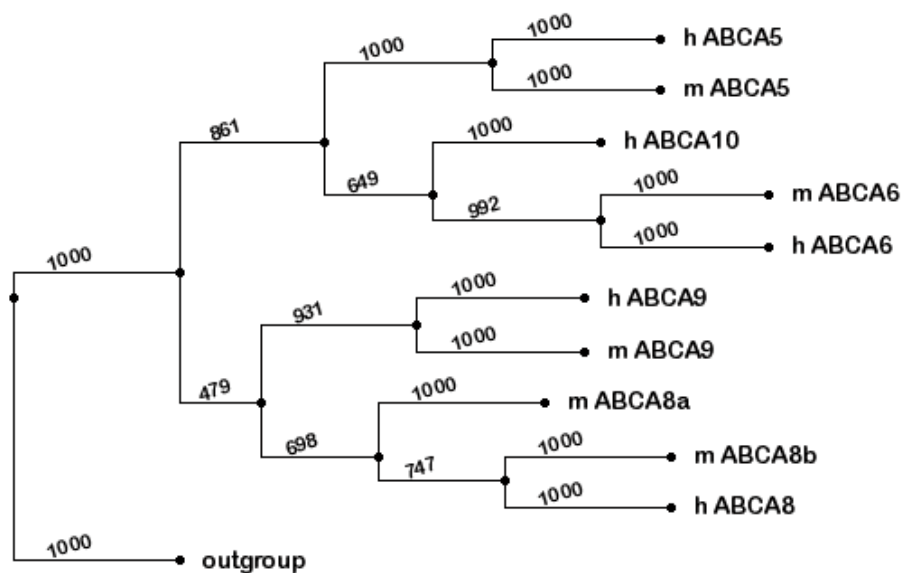 1000
h ABCA5
1000
1000
m ABCA5
861
1000
h ABCA10
649
1000
m ABCA6
992
1000
h ABCA6
1000
1000
h ABCA9
931
1000
m ABCA9
479
1000
m ABCA8a
698
1000
m ABCA8b
747
1000
h ABCA8
1000
outgroup